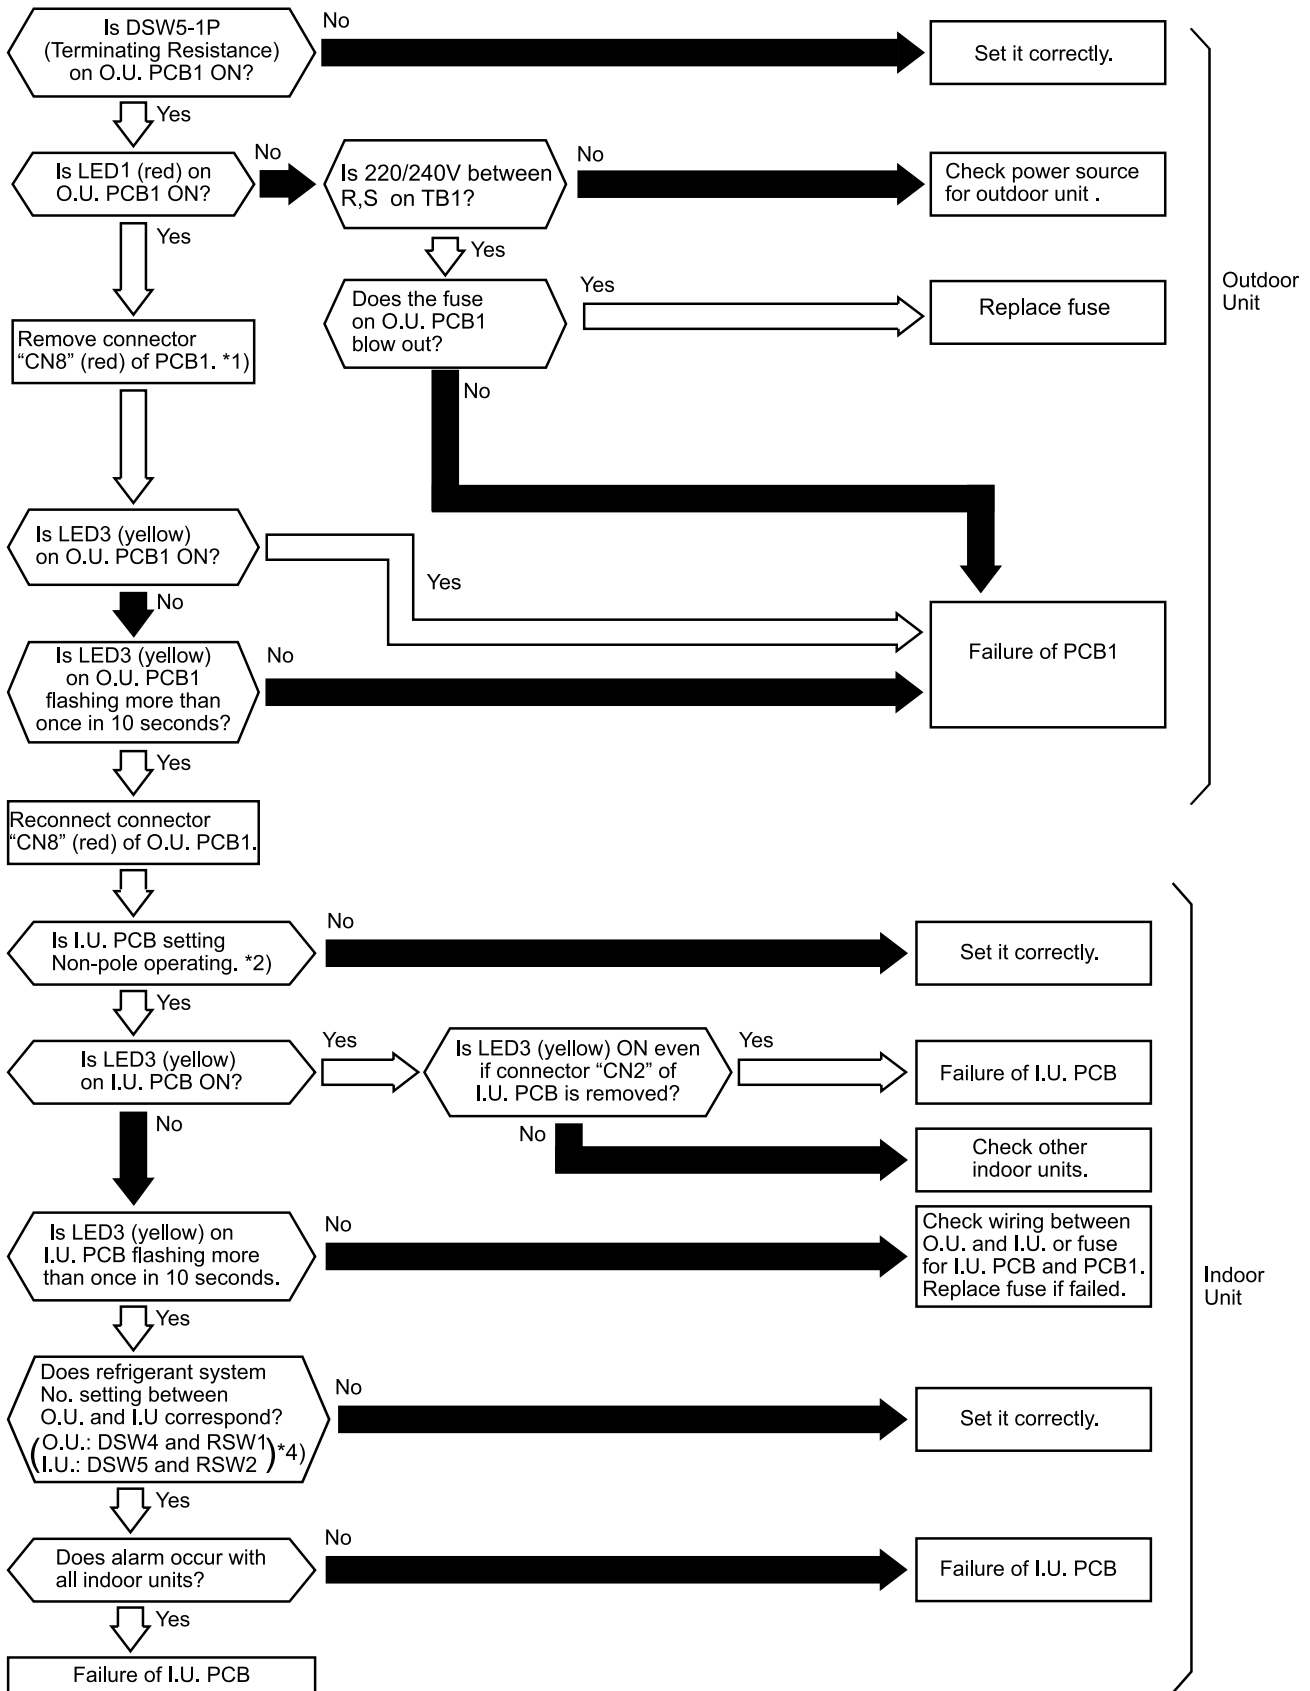 Is DSW5-1P
(Terminating Resistance)
on O.U. PCB1 ON?
No
Set it correctly.
Yes
Is LED1 (red) on
O.U. PCB1 ON?
No
Is 220/240V between
R,S on TB1?
No
Check power source
for outdoor unit .
Yes
Yes
Does the fuse
on O.U. PCB1
blow out?
Yes
Replace fuse
Outdoor
Unit
Remove connector
“CN8” (red) of PCB1. *1)
No
Is LED3 (yellow)
on O.U. PCB1 ON?
Yes
No
Failure of PCB1
Is LED3 (yellow)
on O.U. PCB1
flashing more than
once in 10 seconds?
No
Yes
Reconnect connector
“CN8” (red) of O.U. PCB1.
Is I.U. PCB setting
Non-pole operating. *2)
No
Set it correctly.
Yes
Is LED3 (yellow)
on I.U. PCB ON?
Yes
Is LED3 (yellow) ON even
if connector “CN2” of
I.U. PCB is removed?
Yes
Failure of I.U. PCB
No
No
Check other
indoor units.
Is LED3 (yellow) on
I.U. PCB flashing more
than once in 10 seconds.
No
Check wiring between
O.U. and I.U. or fuse
for I.U. PCB and PCB1.
Replace fuse if failed.
Indoor
Unit
Yes
Does refrigerant system
No. setting between
O.U. and I.U correspond?
(O.U.: DSW4 and RSW1
I.U.: DSW5 and RSW2 )*4)
No
Set it correctly.
Yes
Does alarm occur with
all indoor units?
No
Failure of I.U. PCB
Yes
Failure of I.U. PCB